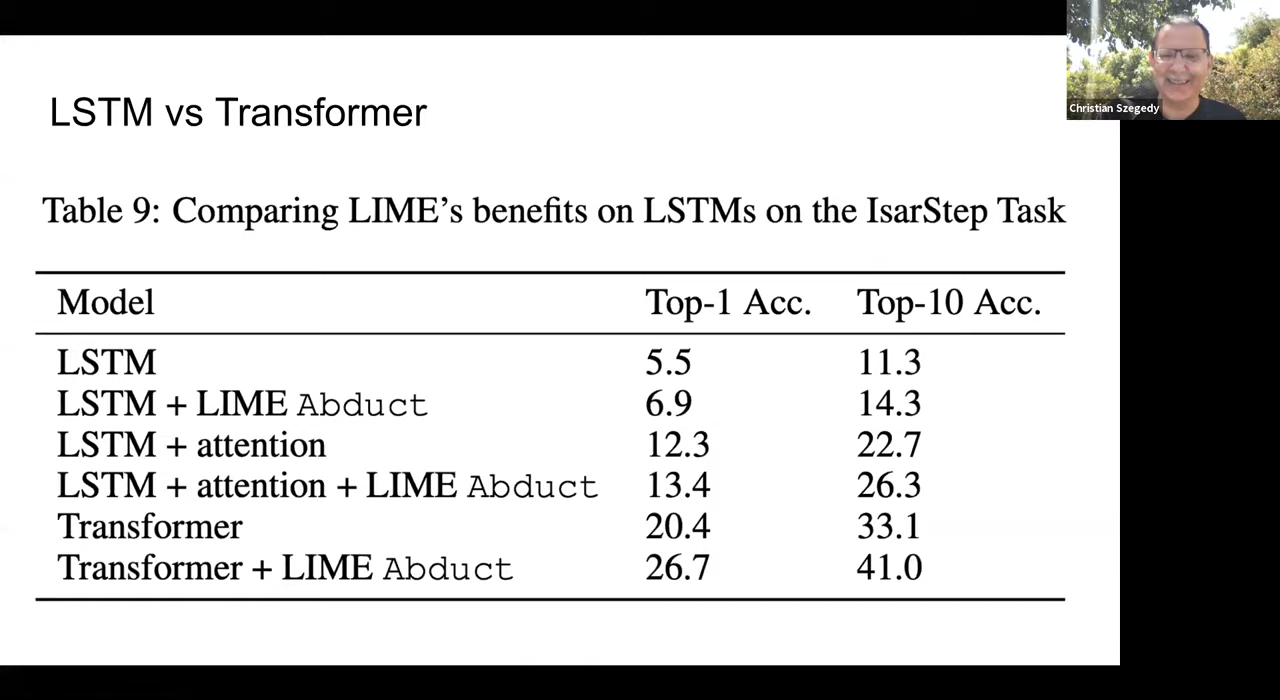 LSTM vs Transformer
Christian Szegedy
Table 9: Comparing LIME’s benefits on LSTMs on the IsarStep Task
Model Top-1 Acc. Top-10 Acc.
LSTM 5.5 11.3
LSTM + LIME Abduct 6.9 14.3
LSTM + attention 12.3 22.7
LSTM + attention + LIME Abduct 13.4 26.3
Transformer 20.4 33.1
Transformer + LIME Abduct 26.7 41.0